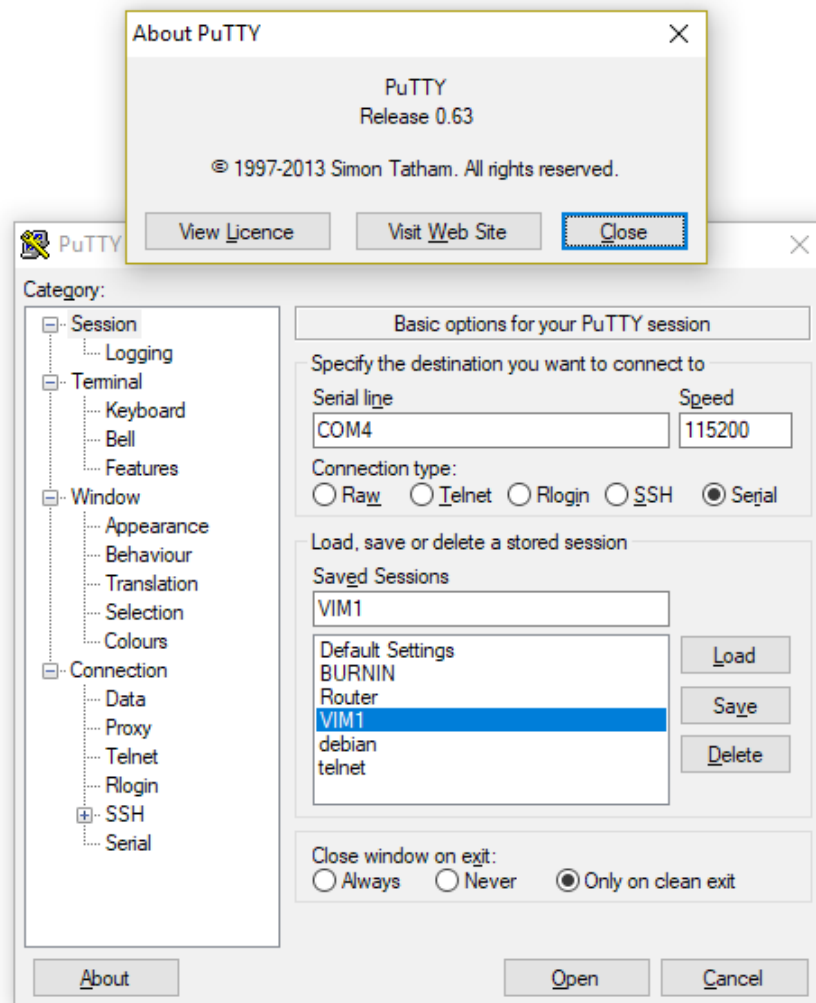 About PuTTY
PuTTY
Release 0.63
© 1997-2013 Simon Tatham. All rights reserved.
View Licence Visit Web Site Close
PuTTY
Category:
Session
Logging
Terminal
Keyboard
Bell
Features
Window
Appearance
Behaviour
Translation
Selection
Colours
Connection
Data
Proxy
Telnet
Rlogin
SSH
Serial
Basic options for your PuTTY session
Specify the destination you want to connect to
Serial line Speed
COM4 115200
Connection type:
Raw Telnet Rlogin SSH Serial
Load, save or delete a stored session
Saved Sessions
VIM1
Default Settings
BURNIN
Router
VIM1
debian
telnet
Load
Save
Delete
Close window on exit:
Always Never Only on clean exit
About Open Cancel